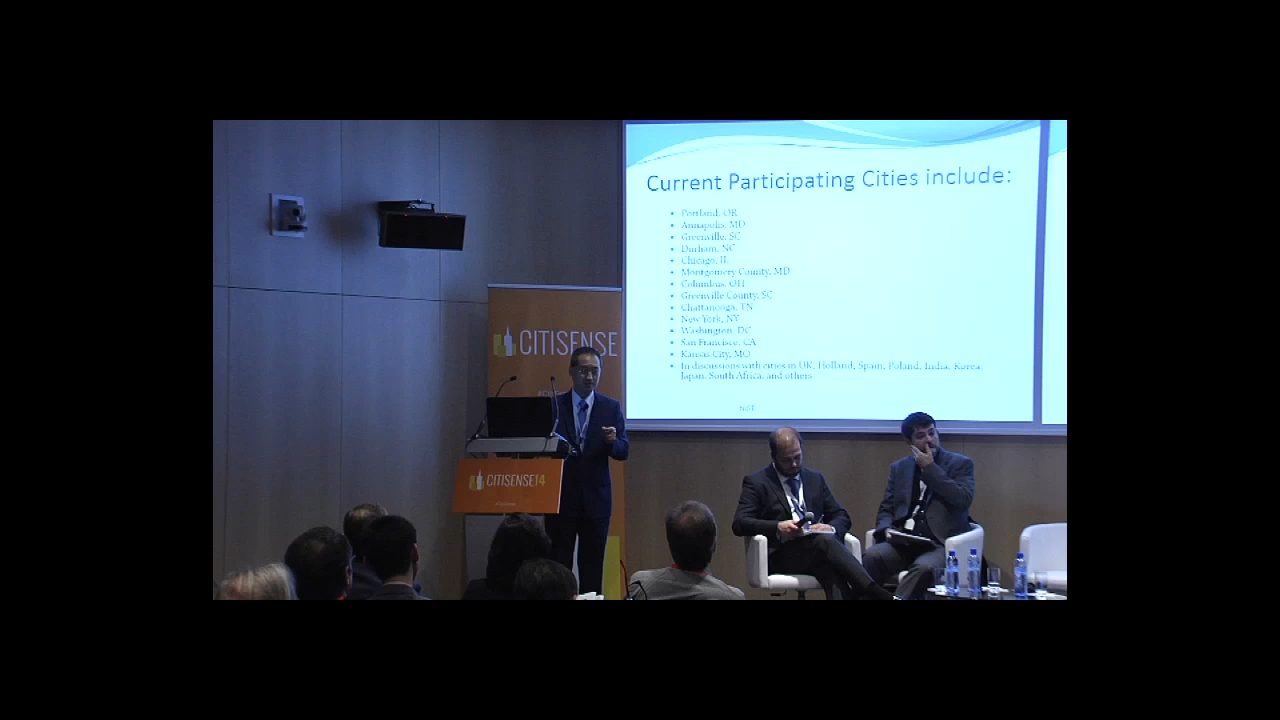 Current Participating Cities include:
• Portland, OR
• Annapolis, MD
• Greenville, SC
• Durham, NC
• Chicago, IL
• Montgomery County, MD
• Columbus, OH
• Greenville County, SC
• Chattanooga, TN
• New York, NY
• Washington, DC
• San Francisco, CA
• Kansas City, MO
• In discussions with cities in UK, Holland, Spain, Poland, India, Korea,
Japan, South Africa, and others
NIST
CITISENSE
CITISENSE14